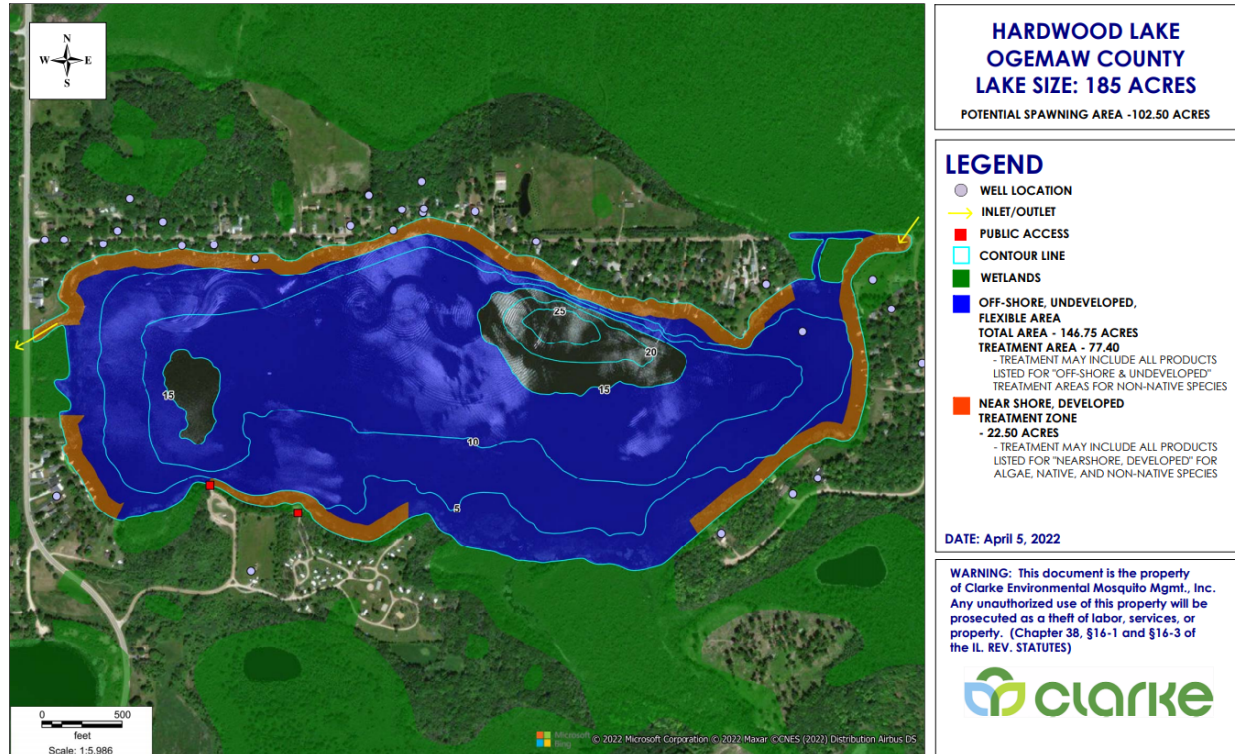 N
W E
S
HARDWOOD LAKE
OGEMAW COUNTY
LAKE SIZE: 185 ACRES
POTENTIAL SPAWNING AREA -102.50 ACRES
LEGEND
WELL LOCATION
INLET/OUTLET
PUBLIC ACCESS
CONTOUR LINE
WETLANDS
OFF-SHORE, UNDEVELOPED,
FLEXIBLE AREA
TOTAL AREA - 146.75 ACRES
TREATMENT AREA - 77.40
- TREATMENT MAY INCLUDE ALL PRODUCTS
LISTED FOR "OFF-SHORE & UNDEVELOPED"
TREATMENT AREAS FOR NON-NATIVE SPECIES
NEAR SHORE, DEVELOPED
TREATMENT ZONE
- 22.50 ACRES
- TREATMENT MAY INCLUDE ALL PRODUCTS
LISTED FOR "NEARSHORE, DEVELOPED" FOR
ALGAE, NATIVE, AND NON-NATIVE SPECIES
DATE: April 5, 2022
WARNING: This document is the property
of Clarke Environmental Mosquito Mgmt., Inc.
Any unauthorized use of this property will be
prosecuted as a theft of labor, services, or
property. (Chapter 38, §16-1 and §16-3 of
the IL. REV. STATUTES)
clarke
25
20
15
15
10
5
0 500
feet
Scale: 1:5,986
Microsoft
Bing
© 2022 Microsoft Corporation © 2022 Maxar ©CNES (2022) Distribution Airbus DS